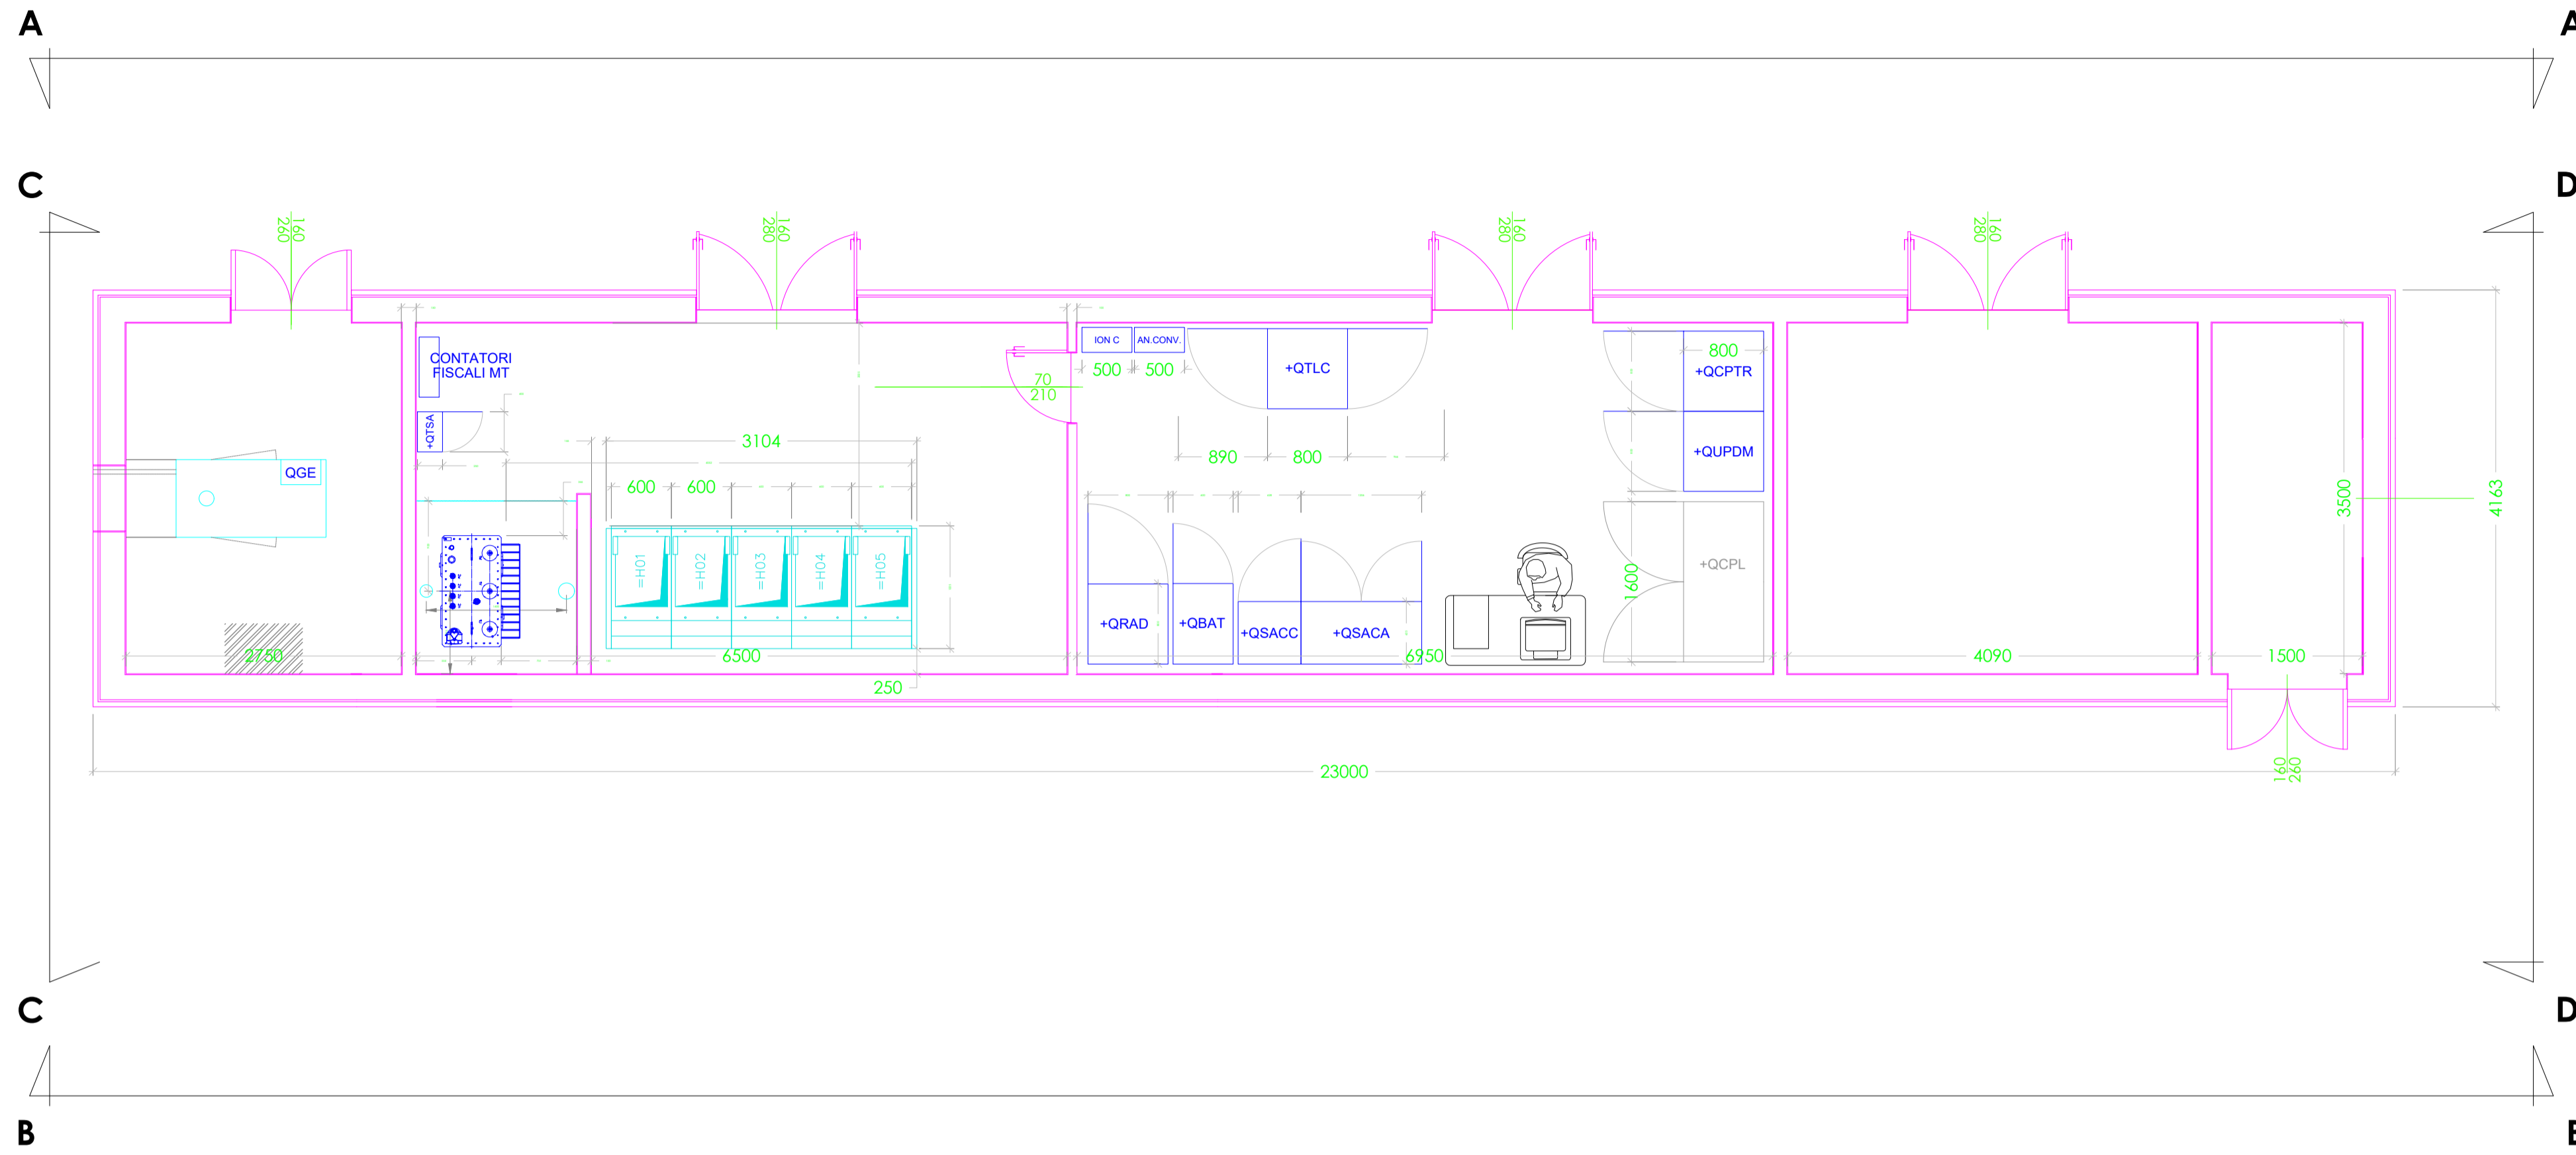 A
A
C
D
260
160
280
160
280
160
280
160
CONTATORI
FISCALI MT
+QTSA
QGE
ION C
AN.CONV.
500
500
+QTLC
70
210
800
+QCPTR
+QUPDM
3104
890
800
600
600
3500
4163
=H01
=H02
=H03
=H04
=H05
+QCPL
1600
+QRAD
+QBAT
+QSACC
+QSACA
2750
6500
6950
4090
1500
250
23000
160
260
C
D
B